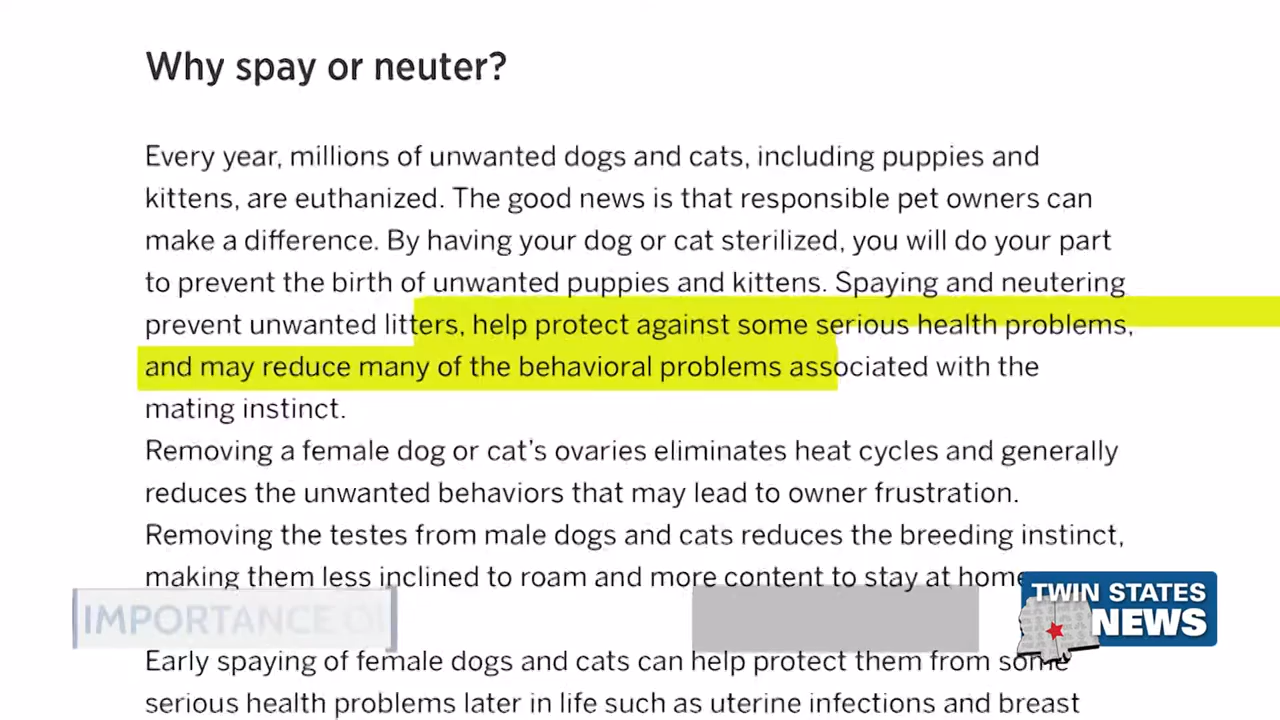 Why spay or neuter?
Every year, millions of unwanted dogs and cats, including puppies and
kittens, are euthanized. The good news is that responsible pet owners can
make a difference. By having your dog or cat sterilized, you will do your part
to prevent the birth of unwanted puppies and kittens. Spaying and neutering
prevent unwanted litters, help protect against some serious health problems,
and may reduce many of the behavioral problems associated with the
mating instinct.
Removing a female dog or cat’s ovaries eliminates heat cycles and generally
reduces the unwanted behaviors that may lead to owner frustration.
Removing the testes from male dogs and cats reduces the breeding instinct,
making them less inclined to roam and more content to stay at home
IMPORTANCE
TWIN STATES
NEWS
Early spaying of female dogs and cats can help protect them from some
serious health problems later in life such as uterine infections and breast